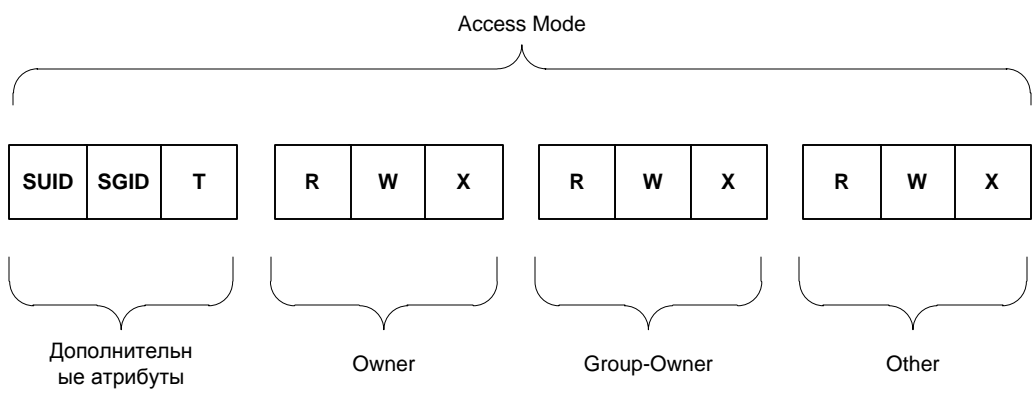 Access Mode
SUID SGID T R W X R W X R W X
Дополнительн
ые атрибуты
Owner
Group-Owner
Other